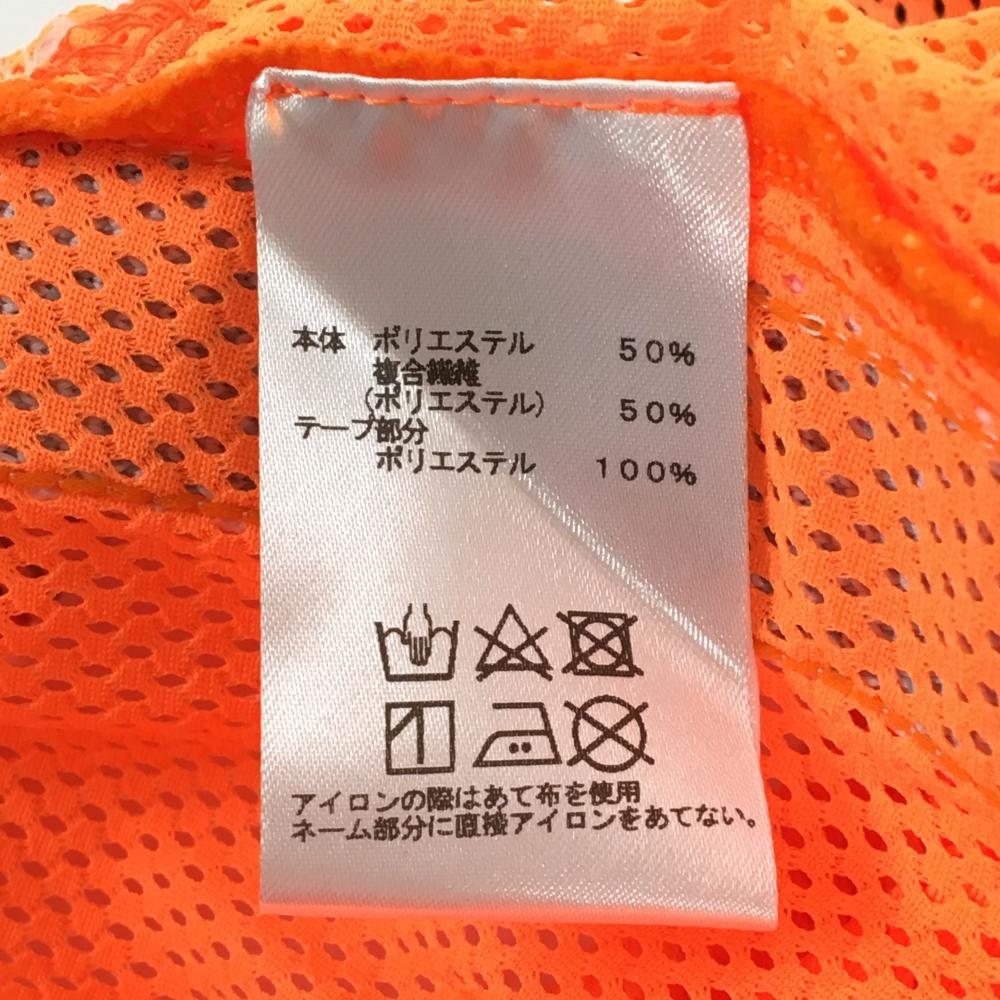 本体 ポリエステル 50%
複合繊維
(ポリエステル) 50%
テープ部分
ポリエステル 100%
アイロンの際はあて布を使用
ネーム部分に直接アイロンをあてない。